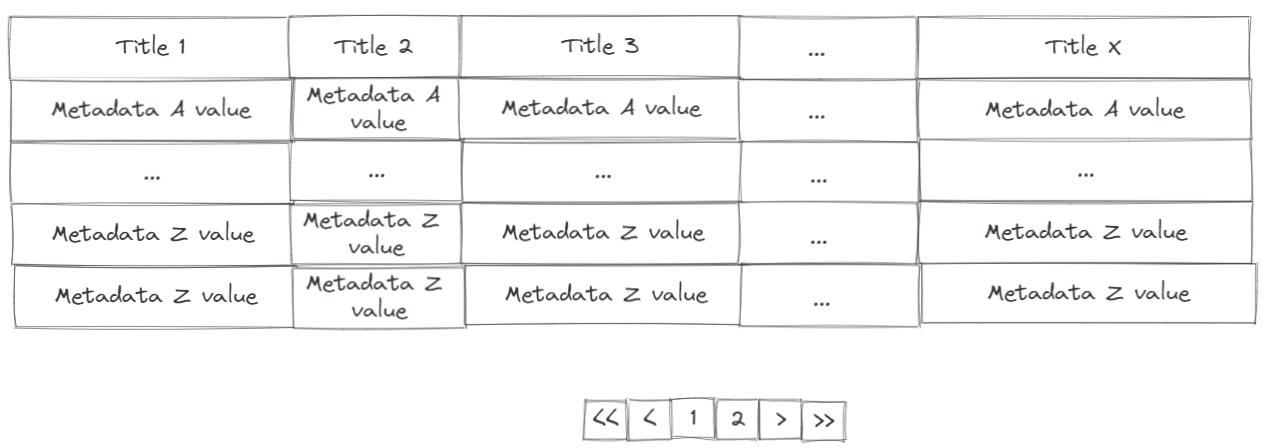 Title 1 Title 2 Title 3 ... Title X
Metadata A value Metadata A value Metadata A value ... Metadata A value
... ... ... ... ...
Metadata Z value Metadata Z value Metadata Z value ... Metadata Z value
Metadata Z value Metadata Z value Metadata Z value ... Metadata Z value
<< < 1 2 > >>